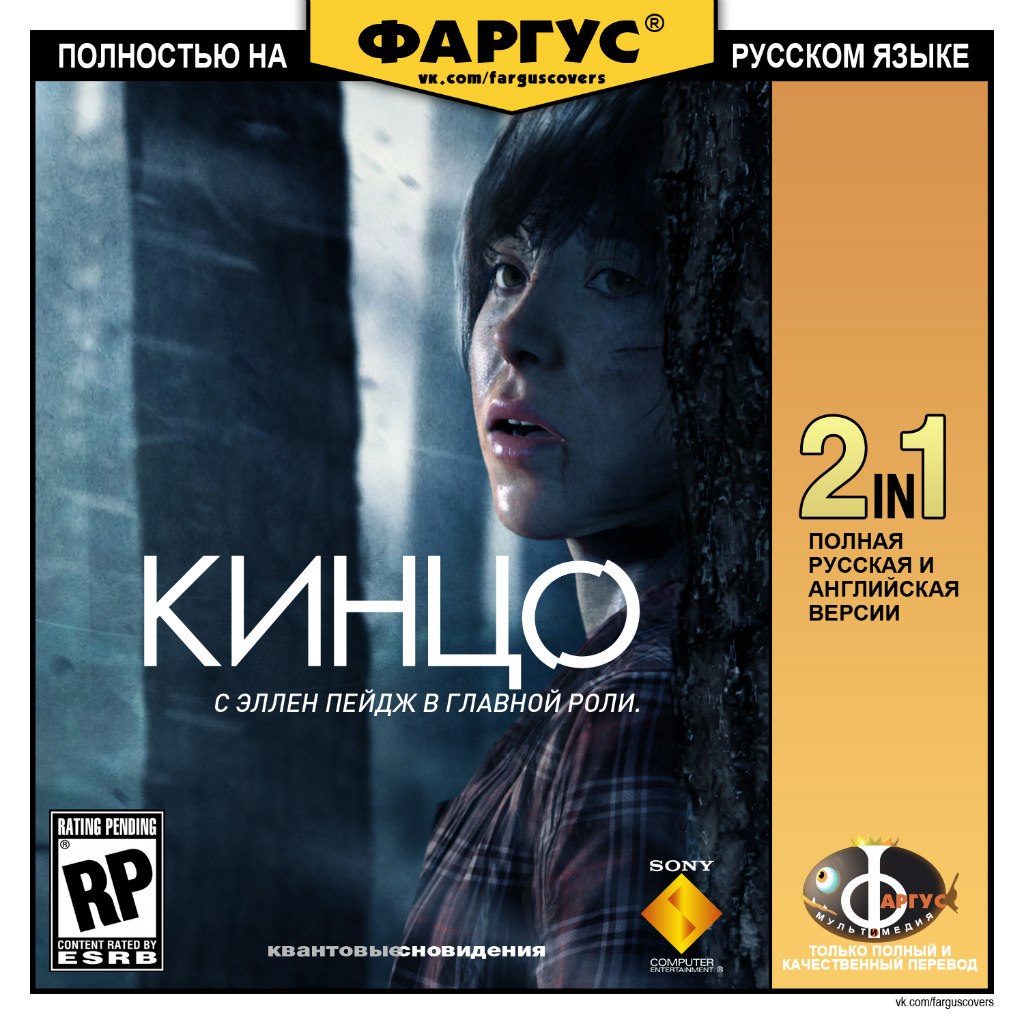 ПОЛНОСТЬЮ НА
ФАРГУС®
РУССКОМ ЯЗЫКЕ
vk.com/farguscovers
2IN1
ПОЛНАЯ
РУССКАЯ И
АНГЛИЙСКАЯ
ВЕРСИИ
КИНЦО
С ЭЛЛЕН ПЕЙДЖ В ГЛАВНОЙ РОЛИ.
RATING PENDING
®
RP
CONTENT RATED BY
ESRB
квантовыесновидения
SONY
COMPUTER
ENTERTAINMENT ®
ФАРГУС
МУЛЬТИМЕДИЯ
ТОЛЬКО ПОЛНЫЙ И
КАЧЕСТВЕННЫЙ ПЕРЕВОД
vk.com/farguscovers